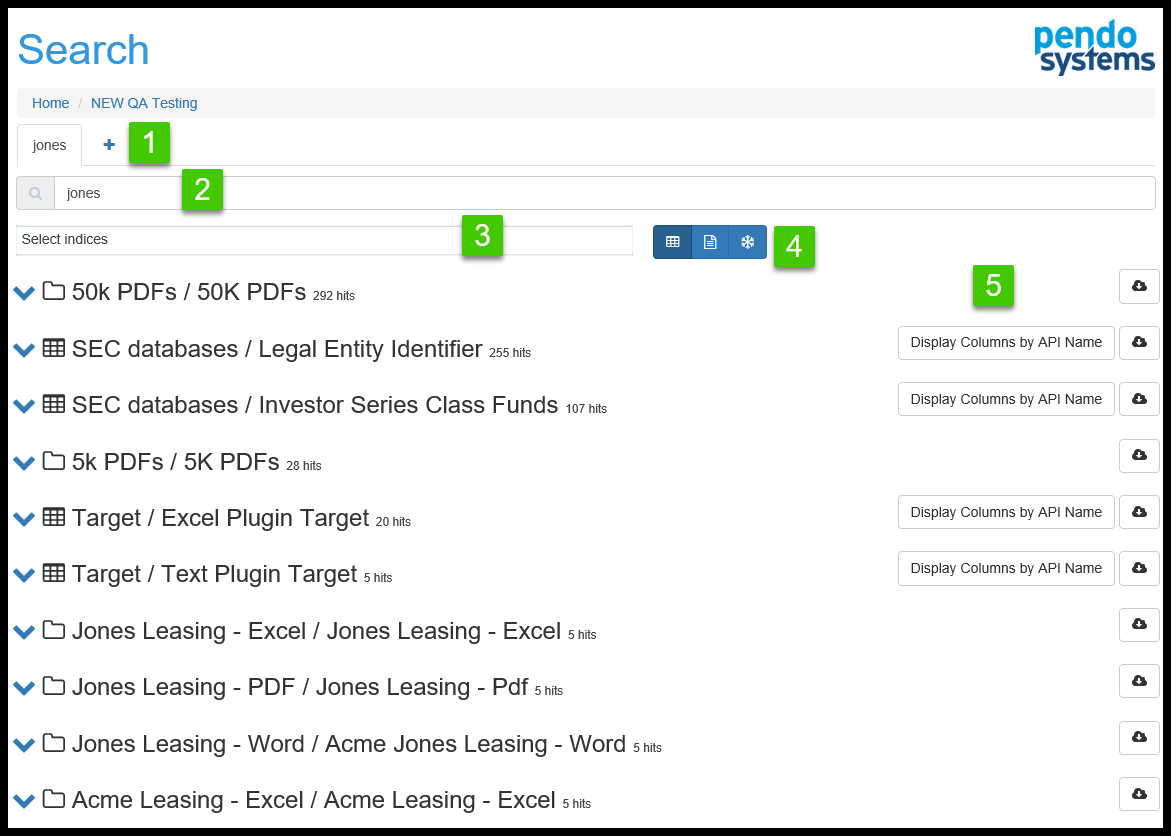 Search
pendo
systems
Home / NEW QA Testing
jones
1
jones
2
Select indices
3
4
5
50k PDFs / 50K PDFs 292 hits
SEC databases / Legal Entity Identifier 255 hits Display Columns by API Name
SEC databases / Investor Series Class Funds 107 hits Display Columns by API Name
5k PDFs / 5K PDFs 28 hits
Target / Excel Plugin Target 20 hits Display Columns by API Name
Target / Text Plugin Target 5 hits Display Columns by API Name
Jones Leasing - Excel / Jones Leasing - Excel 5 hits
Jones Leasing - PDF / Jones Leasing - Pdf 5 hits
Jones Leasing - Word / Acme Jones Leasing - Word 5 hits
Acme Leasing - Excel / Acme Leasing - Excel 5 hits